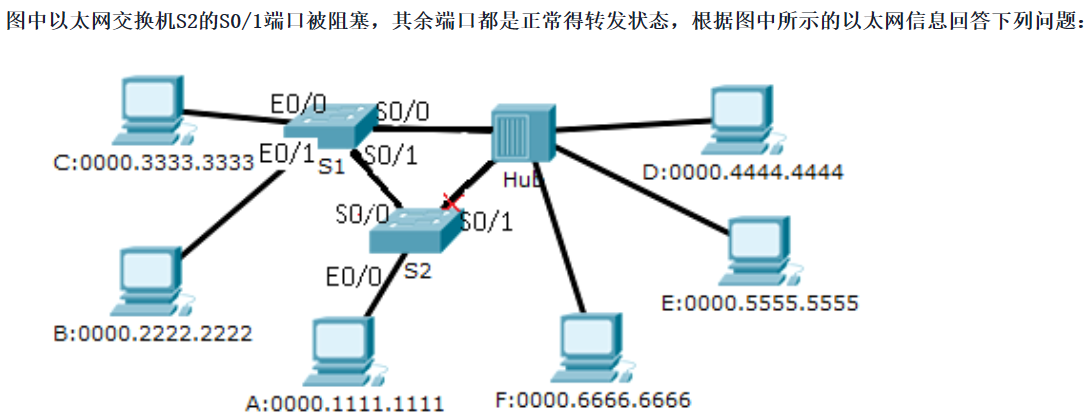 图中以太网交换机S2的S0/1端口被阻塞，其余端口都是正常得转发状态，根据图中所示的以太网信息回答下列问题：
E0/0
S0/0
C:0000.3333.3333
E0/1
S1
S0/1
Hub
D:0000.4444.4444
S0/0
S0/1
S2
E0/0
E:0000.5555.5555
B:0000.2222.2222
A:0000.1111.1111
F:0000.6666.6666